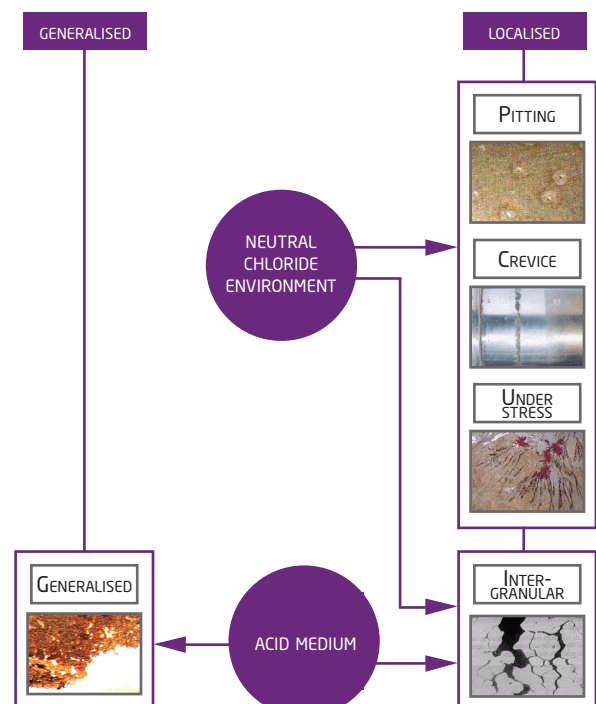 GENERALISED
LOCALISED
PITTING
NEUTRAL
CHLORIDE
ENVIRONMENT
CREVICE
UNDER
STRESS
GENERALISED
ACID MEDIUM
INTER-
GRANULAR